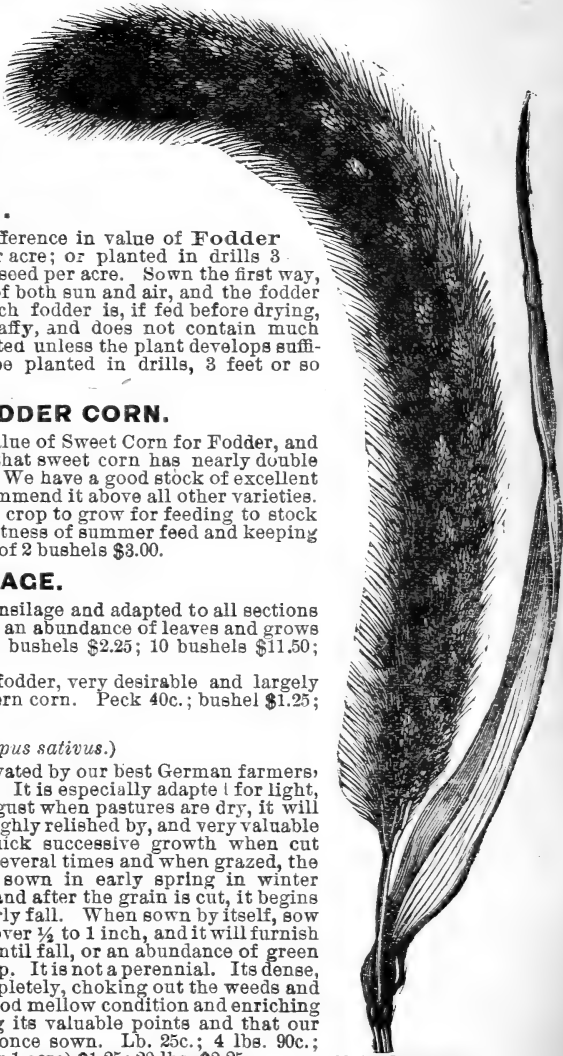 .
ference in value of Fodder
r acre; or planted in drills 3
seed per acre. Sown the first way,
f both sun and air, and the fodder
ch fodder is, if fed before drying,
affy, and does not contain much
ted unless the plant develops suffi-
be planted in drills, 3 feet or so
DDER CORN.
lue of Sweet Corn for Fodder, and
hat sweet corn has nearly double
We have a good stock of excellent
mmend it above all other varieties.
crop to grow for feeding to stock
tness of summer feed and keeping
of 2 bushels $3.00.
AGE.
nsilage and adapted to all sections
an abundance of leaves and grows
bushels $2.25; 10 bushels $11.50;
fodder, very desirable and largely
ern corn. Peck 40c.; bushel $1.25;
pus sativus.)
vated by our best German farmers,
It is especially adapte l for light,
gust when pastures are dry, it will
ghly relished by, and very valuable
uick successive growth when cut
everal times and when grazed, the
sown in early spring in winter
and after the grain is cut, it begins
rly fall. When sown by itself, sow
over ½ to 1 inch, and it will furnish
ntil fall, or an abundance of green
p. It is not a perennial. Its dense,
pletely, choking out the weeds and
od mellow condition and enriching
g its valuable points and that our
once sown. Lb. 25c.; 4 lbs. 90c.;